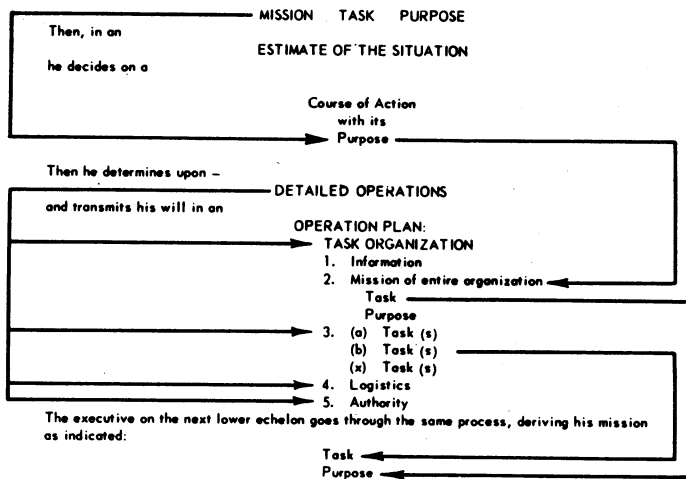 MISSION TASK PURPOSE
Then, in an
ESTIMATE OF THE SITUATION
he decides on a
Course of Action
with its
Purpose
Then he determines upon –
DETAILED OPERATIONS
and transmits his will in an
OPERATION PLAN:
TASK ORGANIZATION
1. Information
2. Mission of entire organization
Task
Purpose
3. (a) Task (s)
(b) Task (s)
(x) Task (s)
4. Logistics
5. Authority
The executive on the next lower echelon goes through the same process, deriving his mission
as indicated:
Task
Purpose